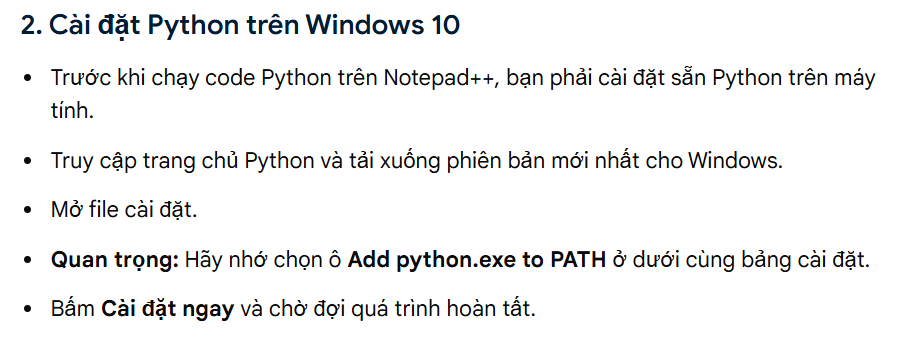 2. Cài đặt Python trên Windows 10
• Trước khi chạy code Python trên Notepad++, bạn phải cài đặt sẵn Python trên máy
tính.
• Truy cập trang chủ Python và tải xuống phiên bản mới nhất cho Windows.
• Mở file cài đặt.
• Quan trọng: Hãy nhớ chọn ô Add python.exe to PATH ở dưới cùng bảng cài đặt.
• Bấm Cài đặt ngay và chờ đợi quá trình hoàn tất.